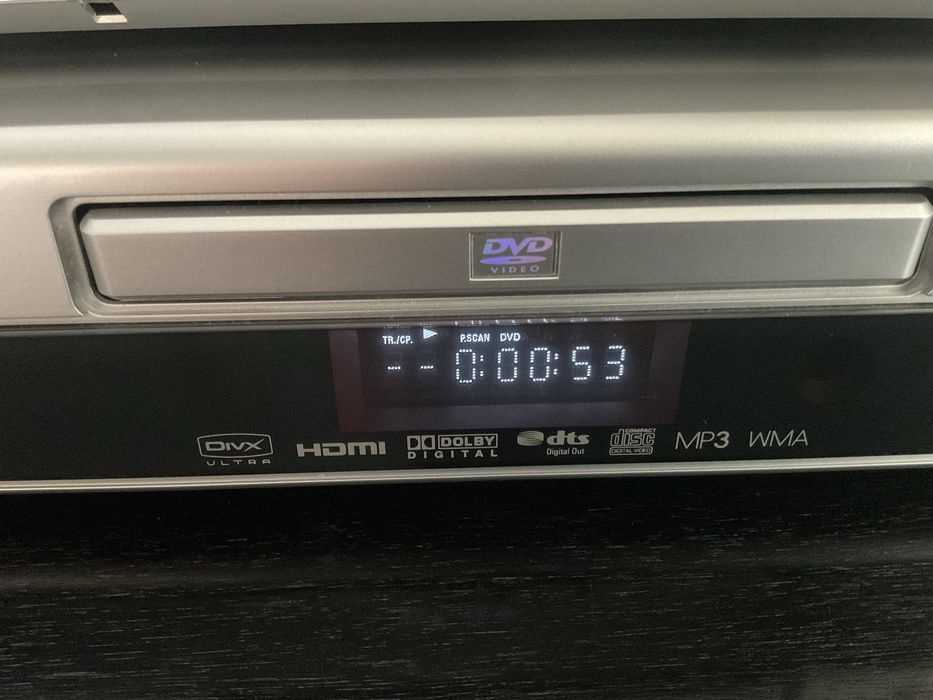 DVD
VIDEO
TR./CP. P.SCAN DVD
-- 0:00:53
DIVX
ULTRA
HDMI
DOLBY
DIGITAL
dts
Digital Out
COMPACT
disc
DIGITAL VIDEO
MP3
WMA